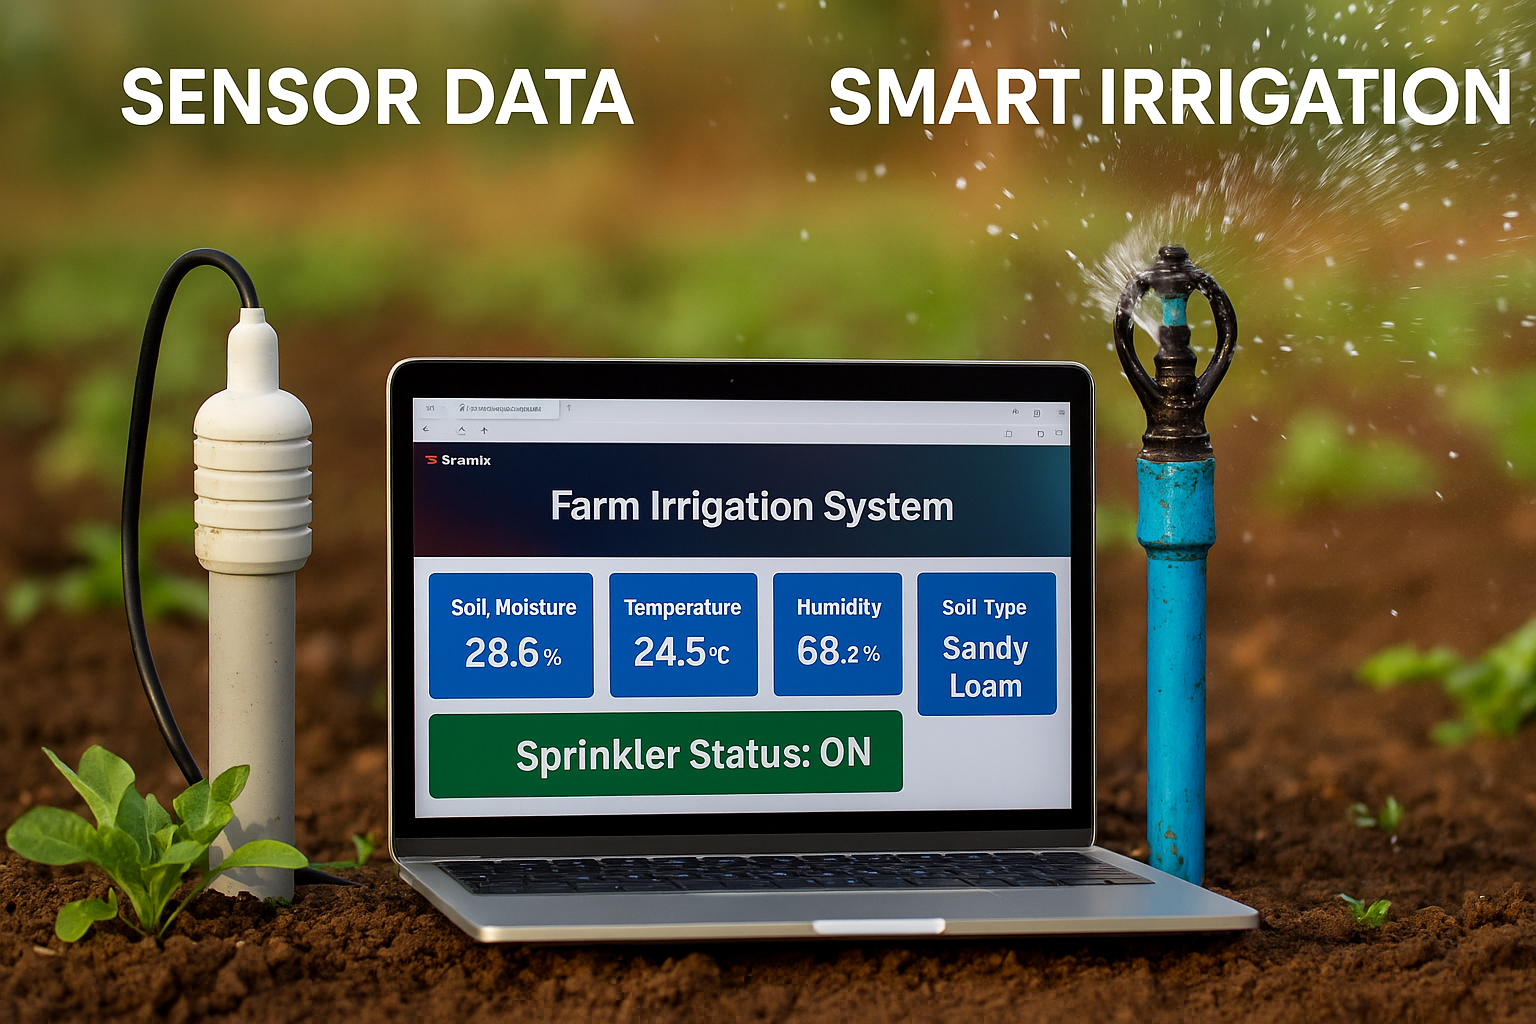 SENSOR DATA
SMART IRRIGATION
Sramix
Farm Irrigation System
Soil, Moisture
28.6 %
Temperature
24.5 ºC
Humidity
68.2 %
Soil Type
Sandy
Loam
Sprinkler Status: ON